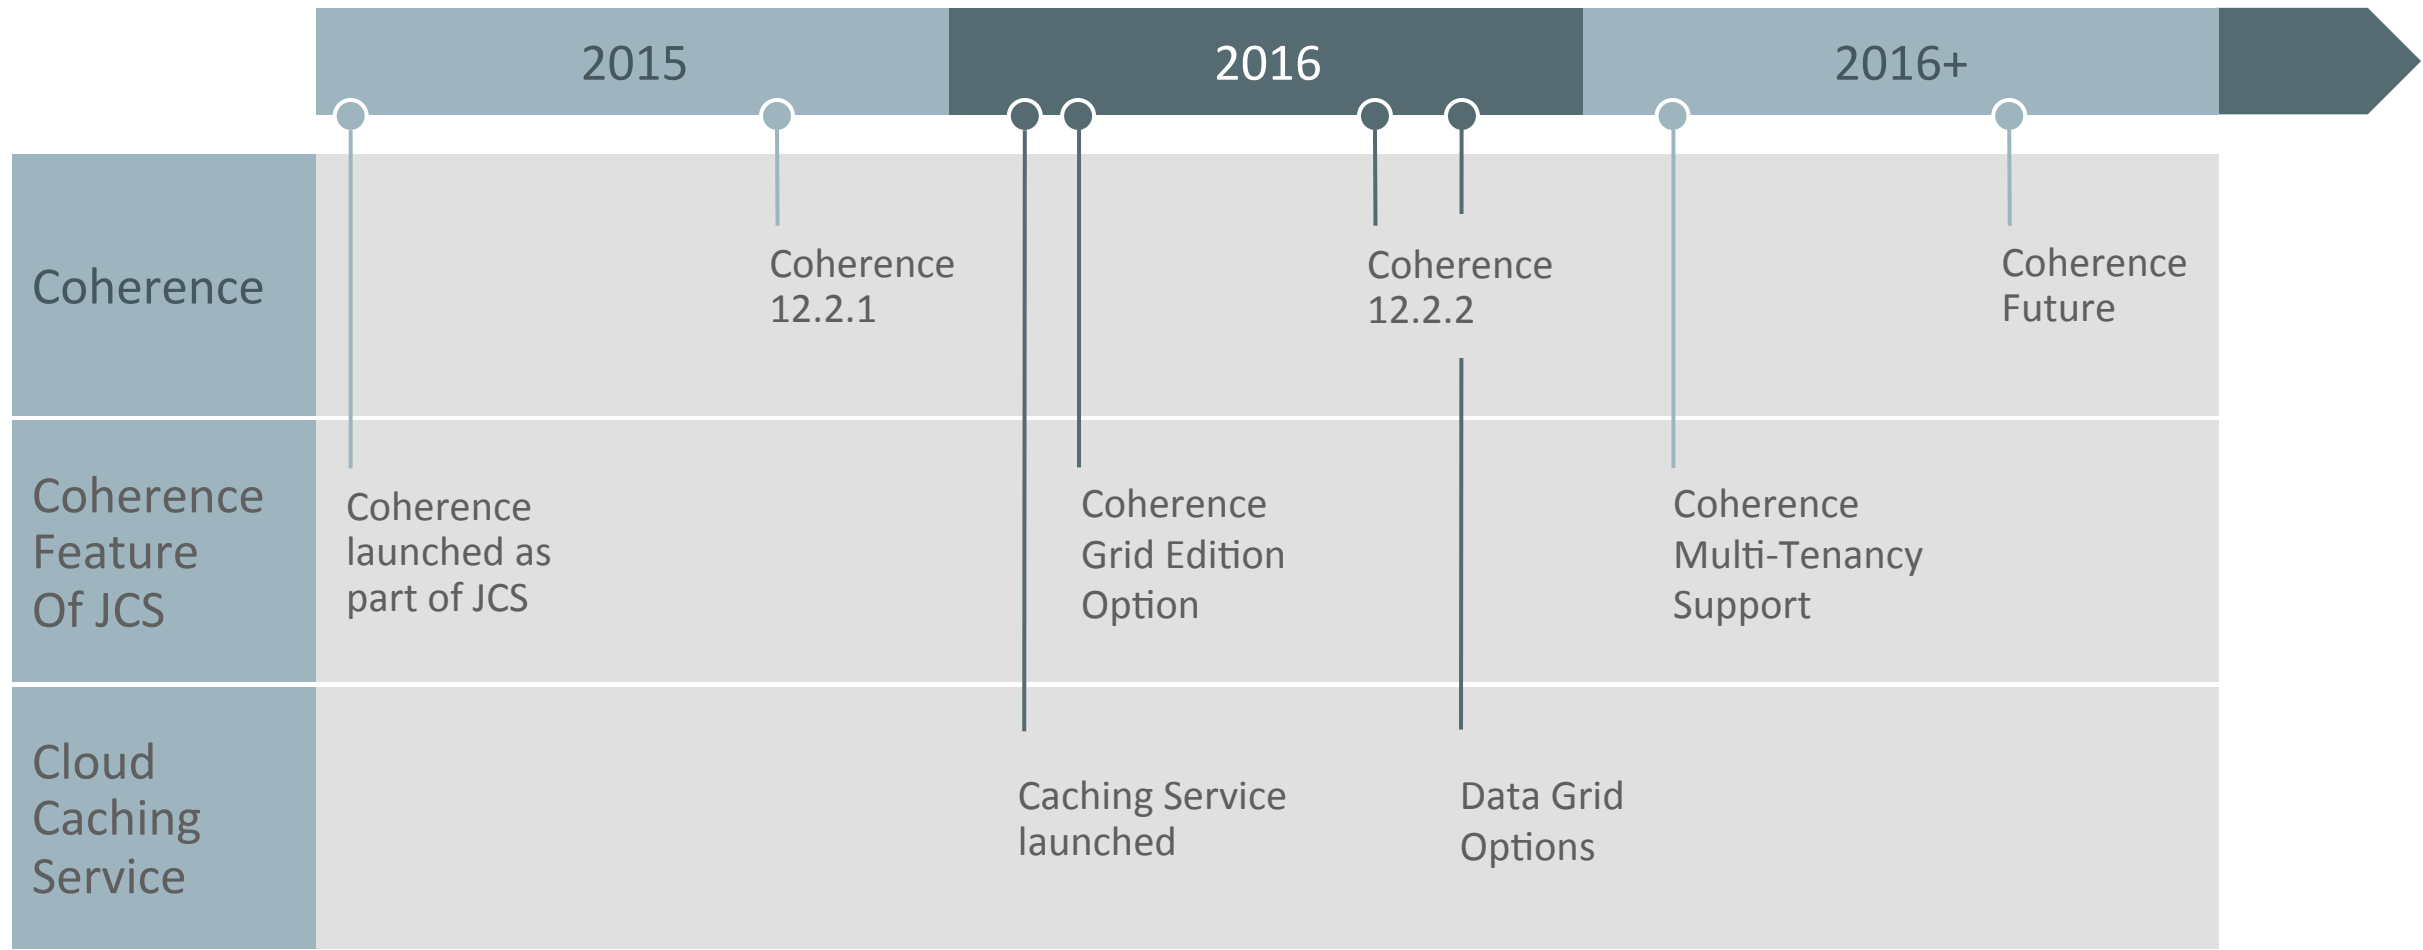 2015
2016
2016+
Coherence
Coherence
12.2.1
Coherence
12.2.2
Coherence
Future
Coherence
Feature
Of JCS
Coherence
launched as
part of JCS
Coherence
Grid Edition
Option
Coherence
Multi-Tenancy
Support
Cloud
Caching
Service
Caching Service
launched
Data Grid
Options